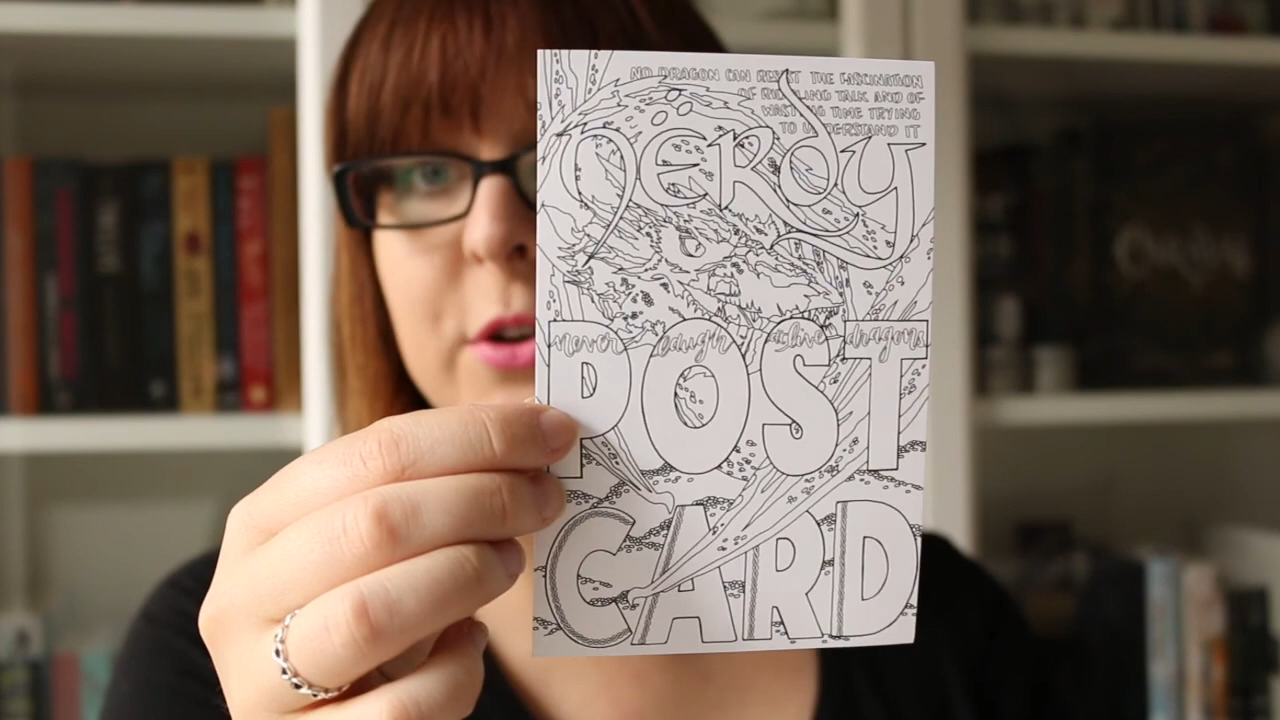 NO DRAGON CAN RESIST THE FASCINATION
OF RIDDLING TALK AND OF
WASTING TIME TRYING
TO UNDERSTAND IT
NERDY
never laugh at live dragons
POST
CARD